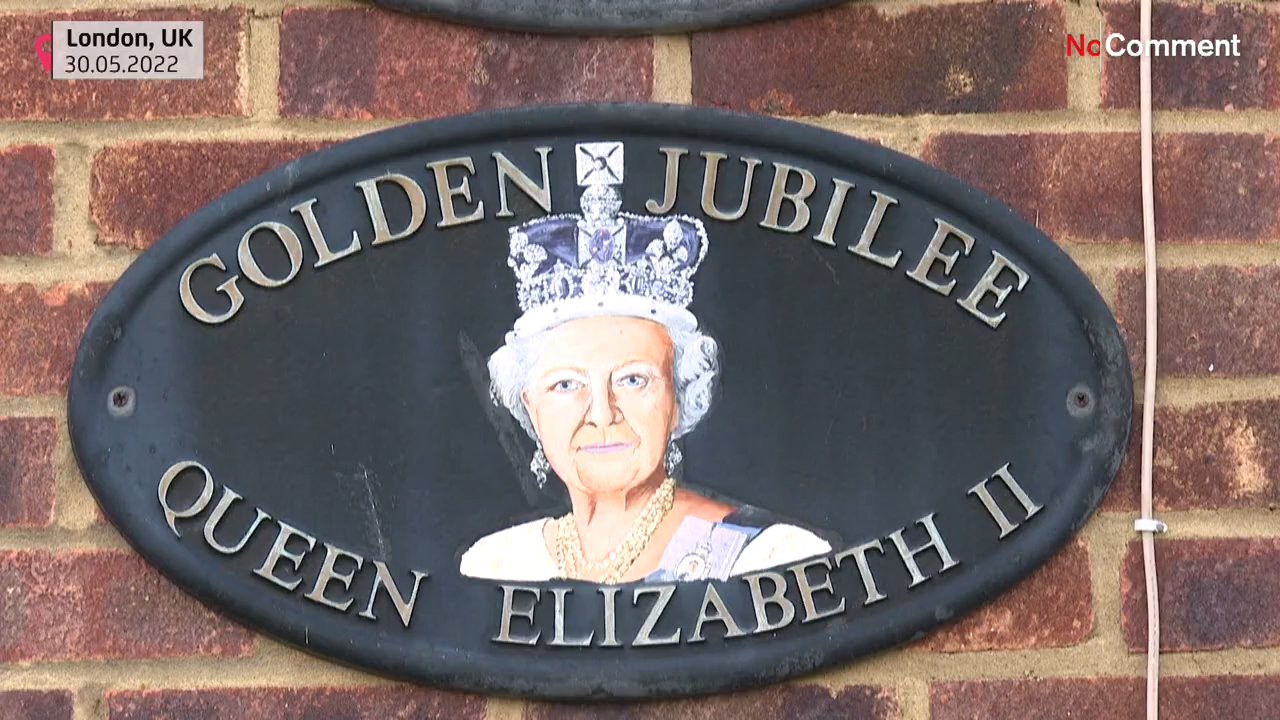 London, UK
30.05.2022
NoComment
GOLDEN JUBILEE
QUEEN ELIZABETH II